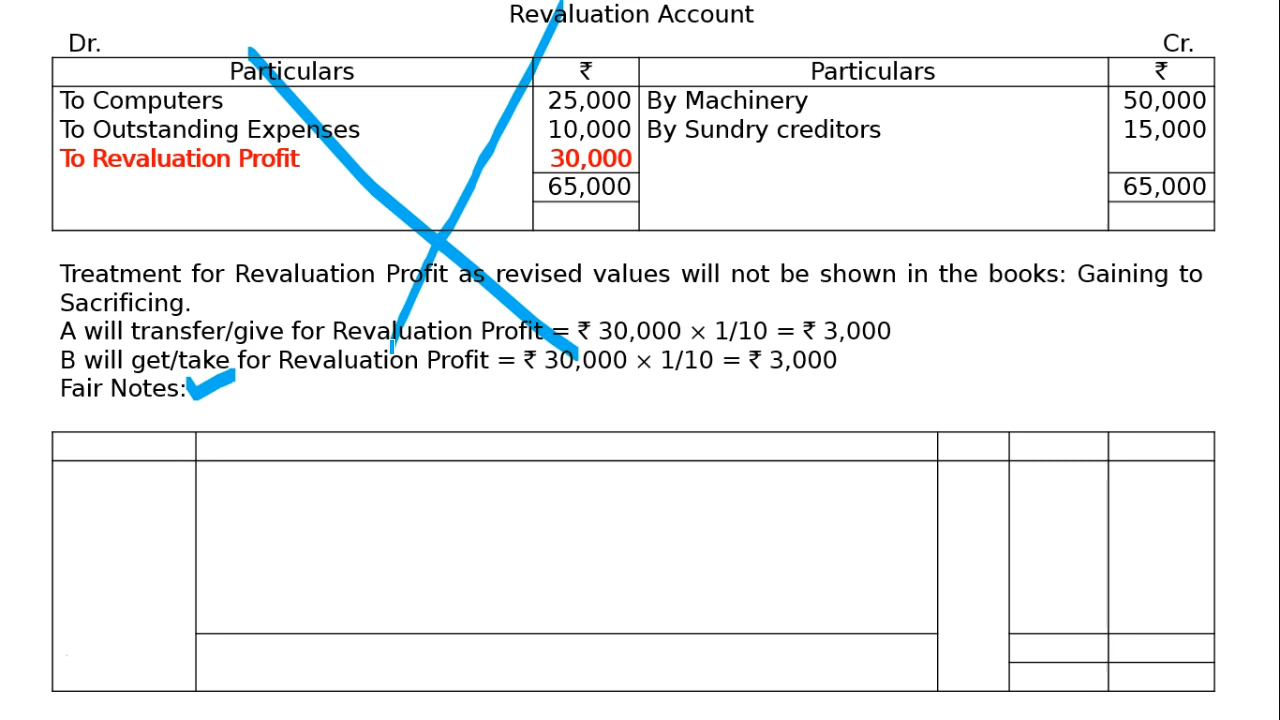 Revaluation Account
Dr. Cr.
Particulars ₹ Particulars ₹
To Computers 25,000 By Machinery 50,000
To Outstanding Expenses 10,000 By Sundry creditors 15,000
To Revaluation Profit 30,000
65,000 65,000
Treatment for Revaluation Profit as revised values will not be shown in the books: Gaining to
Sacrificing.
A will transfer/give for Revaluation Profit = ₹ 30,000 × 1/10 = ₹ 3,000
B will get/take for Revaluation Profit = ₹ 30,000 × 1/10 = ₹ 3,000
Fair Notes: